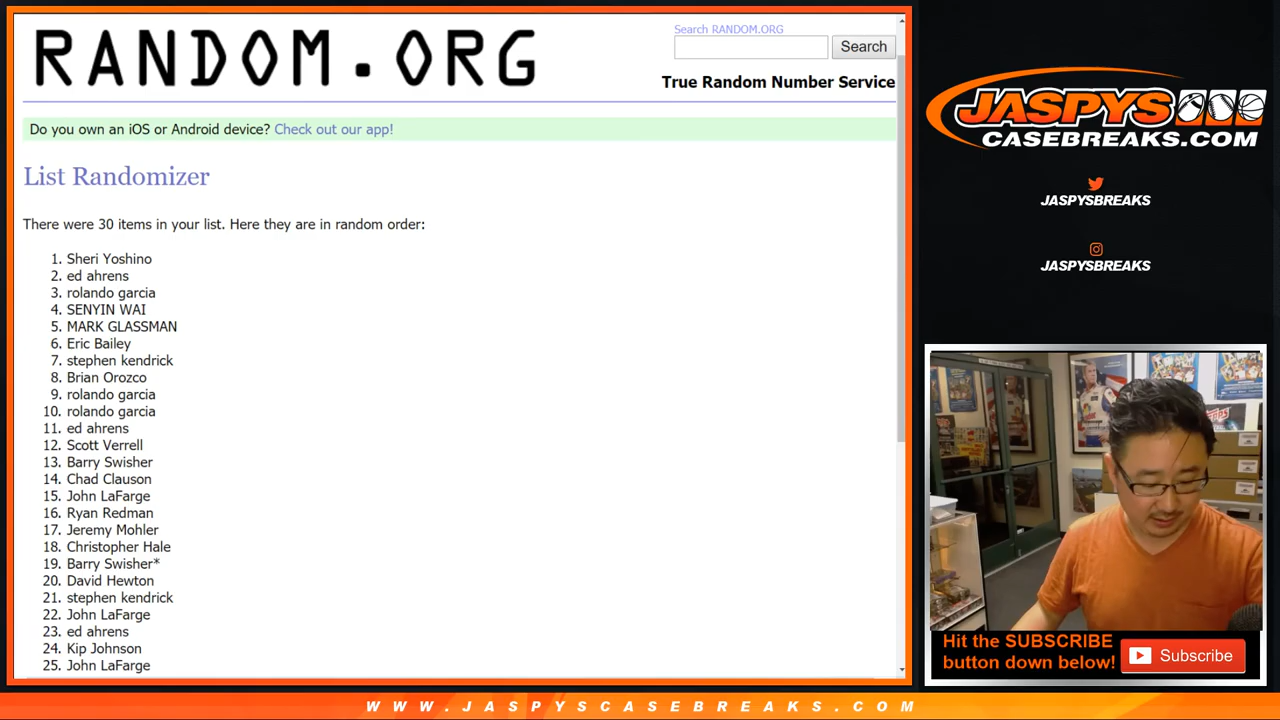 RANDOM.ORG
Search RANDOM.ORG
Search
True Random Number Service
Do you own an iOS or Android device? Check out our app!
List Randomizer
There were 30 items in your list. Here they are in random order:
1. Sheri Yoshino
2. ed ahrens
3. rolando garcia
4. SENYIN WAI
5. MARK GLASSMAN
6. Eric Bailey
7. stephen kendrick
8. Brian Orozco
9. rolando garcia
10. rolando garcia
11. ed ahrens
12. Scott Verrell
13. Barry Swisher
14. Chad Clauson
15. John LaFarge
16. Ryan Redman
17. Jeremy Mohler
18. Christopher Hale
19. Barry Swisher*
20. David Hewton
21. stephen kendrick
22. John LaFarge
23. ed ahrens
24. Kip Johnson
25. John LaFarge
JASPYS
CASEBREAKS.COM
JASPYSBREAKS
JASPYSBREAKS
Hit the SUBSCRIBE
button down below!
Subscribe
WWW.JASPYSCASEBREAKS.COM